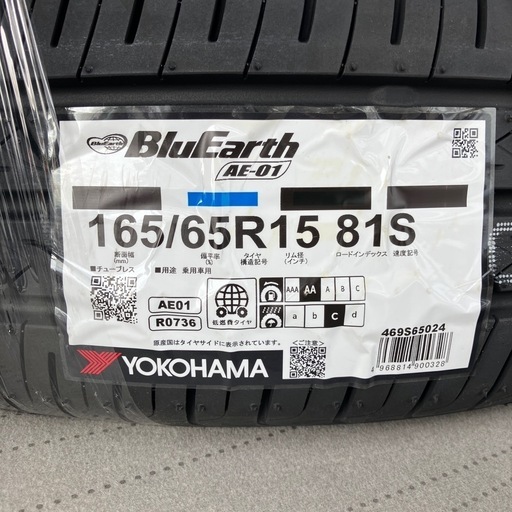 BluEarth
AE-01
165/65R15 81S
断面幅
(mm)
偏平率
(%)
タイヤ
構造記号
リム径
(インチ)
ロードインデックス
速度記号
■チューブレス
■用途 乗用車用
AE01
R0736
低燃費タイヤ
AAA AA A B C
a b c d
469S65024
原産国はタイヤサイドに表示されています。
<ご注意>
YOKOHAMA
4 968814 900328